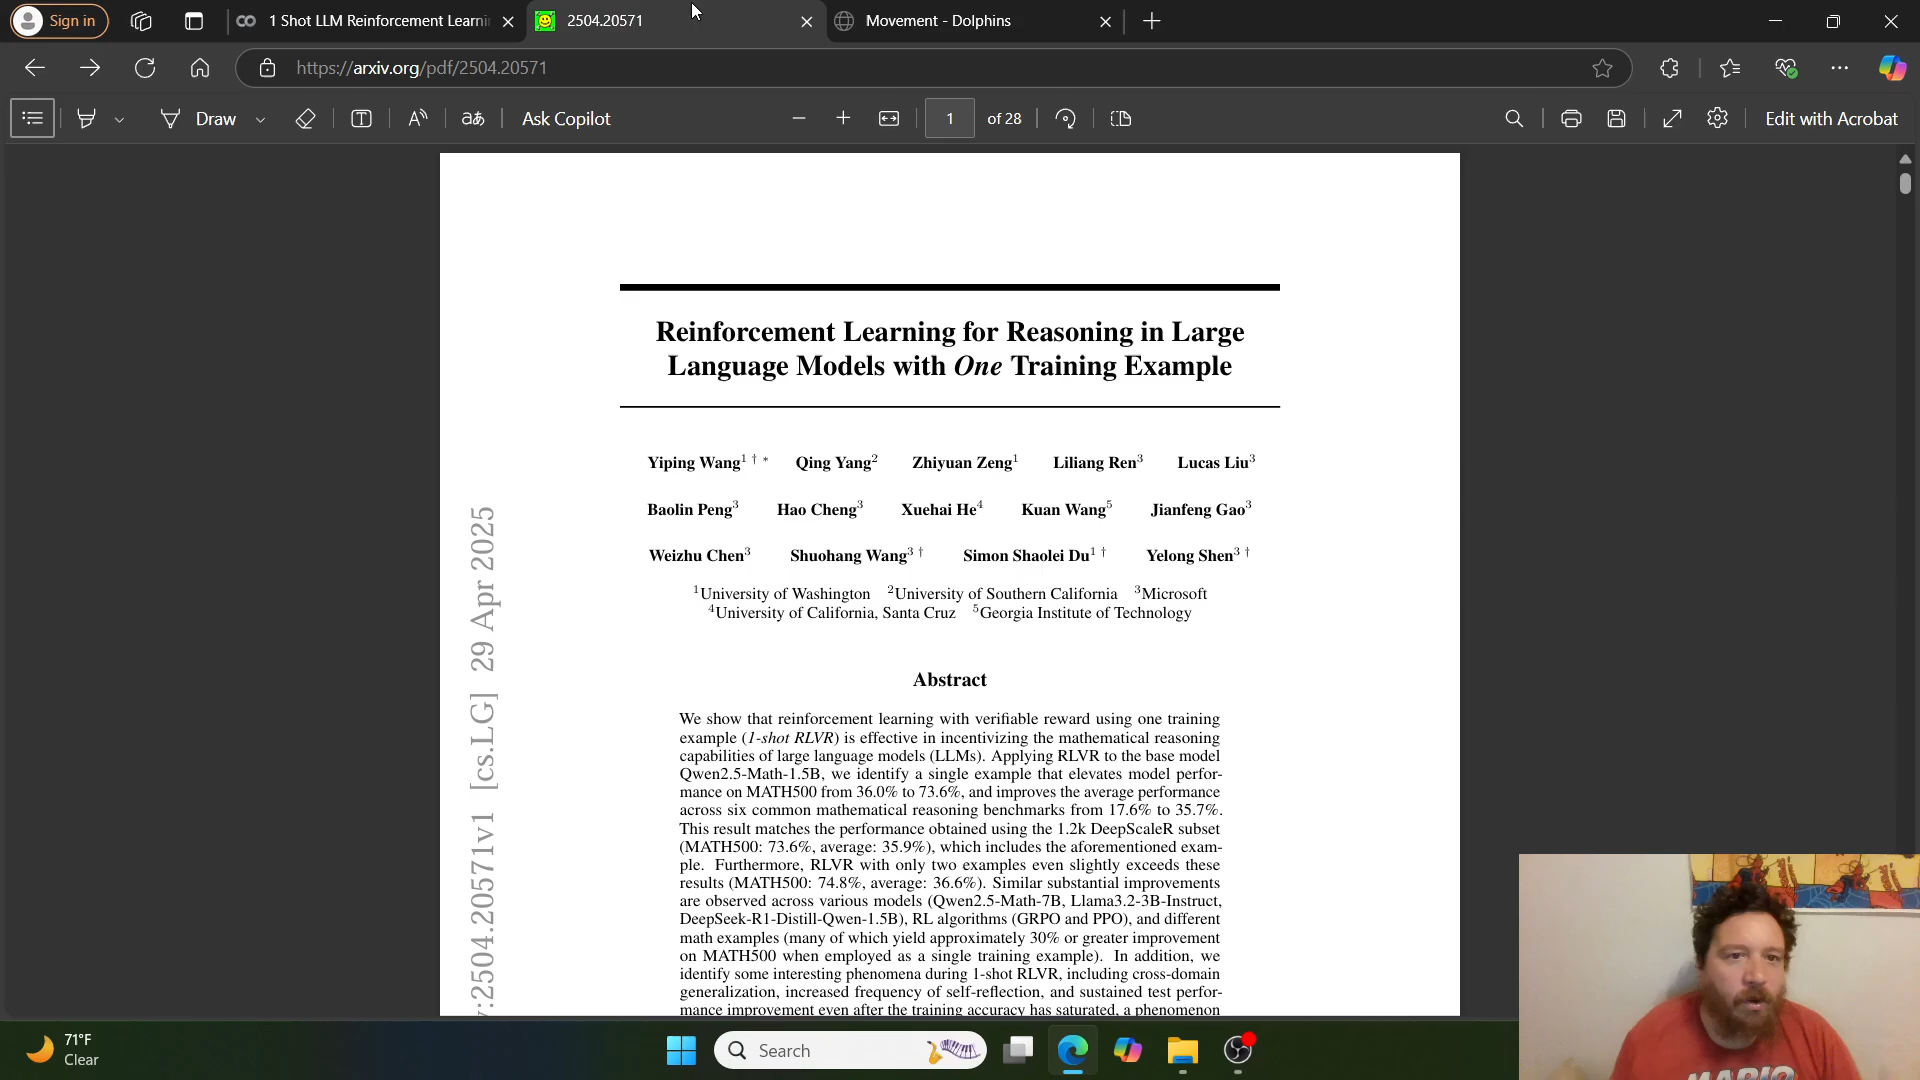 Sign in
1 Shot LLM Reinforcement Learni
2504.20571
Movement - Dolphins
https://arxiv.org/pdf/2504.20571
Draw
aあ
Ask Copilot
1
of 28
Edit with Acrobat
Reinforcement Learning for Reasoning in Large
Language Models with One Training Example
Yiping Wang1 † * Qing Yang2 Zhiyuan Zeng1 Liliang Ren3 Lucas Liu3
Baolin Peng3 Hao Cheng3 Xuehai He4 Kuan Wang5 Jianfeng Gao3
Weizhu Chen3 Shuohang Wang3 † Simon Shaolei Du1 † Yelong Shen3 †
1University of Washington 2University of Southern California 3Microsoft
4University of California, Santa Cruz 5Georgia Institute of Technology
Abstract
We show that reinforcement learning with verifiable reward using one training
example (1-shot RLVR) is effective in incentivizing the mathematical reasoning
capabilities of large language models (LLMs). Applying RLVR to the base model
Qwen2.5-Math-1.5B, we identify a single example that elevates model perfor-
mance on MATH500 from 36.0% to 73.6%, and improves the average performance
across six common mathematical reasoning benchmarks from 17.6% to 35.7%.
This result matches the performance obtained using the 1.2k DeepScaleR subset
(MATH500: 73.6%, average: 35.9%), which includes the aforementioned exam-
ple. Furthermore, RLVR with only two examples even slightly exceeds these
results (MATH500: 74.8%, average: 36.6%). Similar substantial improvements
are observed across various models (Qwen2.5-Math-7B, Llama3.2-3B-Instruct,
DeepSeek-R1-Distill-Qwen-1.5B), RL algorithms (GRPO and PPO), and different
math examples (many of which yield approximately 30% or greater improvement
on MATH500 when employed as a single training example). In addition, we
identify some interesting phenomena during 1-shot RLVR, including cross-domain
generalization, increased frequency of self-reflection, and sustained test perfor-
mance improvement even after the training accuracy has saturated, a phenomenon
:2504.20571v1 [cs.LG] 29 Apr 2025
MARIO
71°F
Clear
Search